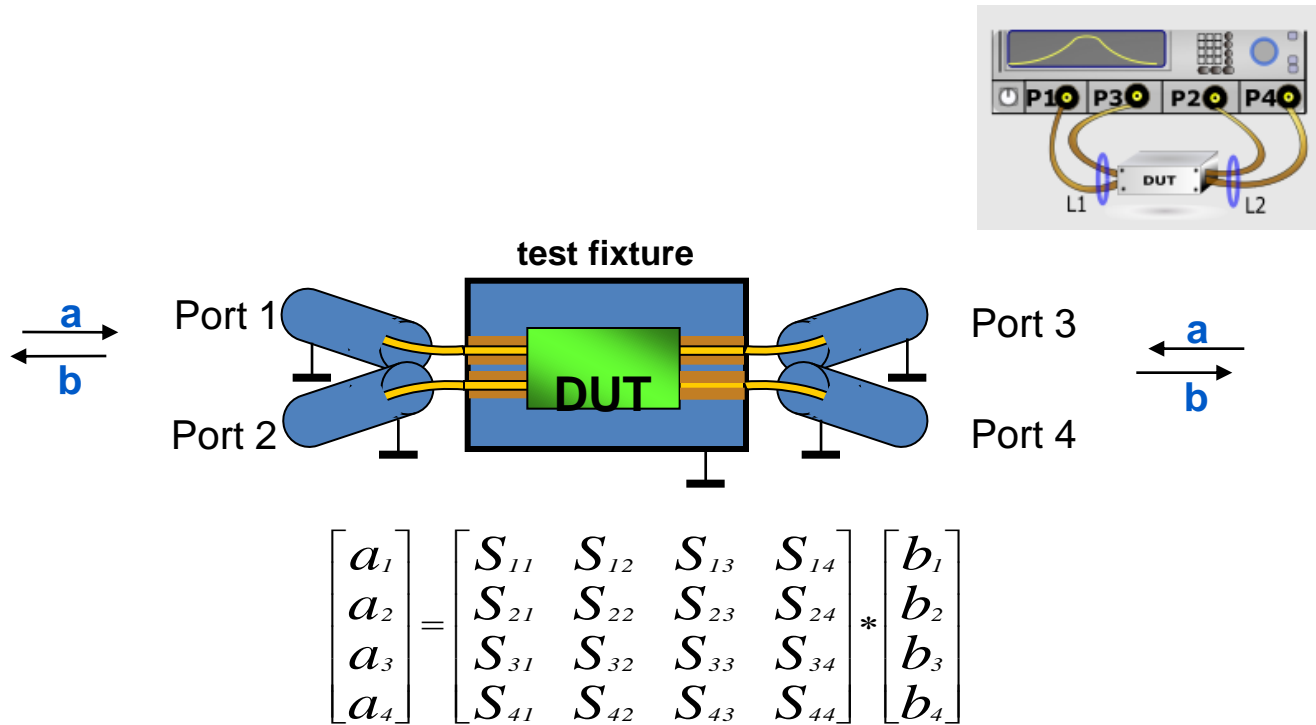 P1 P3 P2 P4
DUT
L1 L2
test fixture
a Port 1 Port 3 a
b DUT b
Port 2 Port 4
[a₁] = [S₁₁ S₁₂ S₁₃ S₁₄] * [b₁]
[a₂] [S₂₁ S₂₂ S₂₃ S₂₄] [b₂]
[a₃] [S₃₁ S₃₂ S₃₃ S₃₄] [b₃]
[a₄] [S₄₁ S₄₂ S₄₃ S₄₄] [b₄]